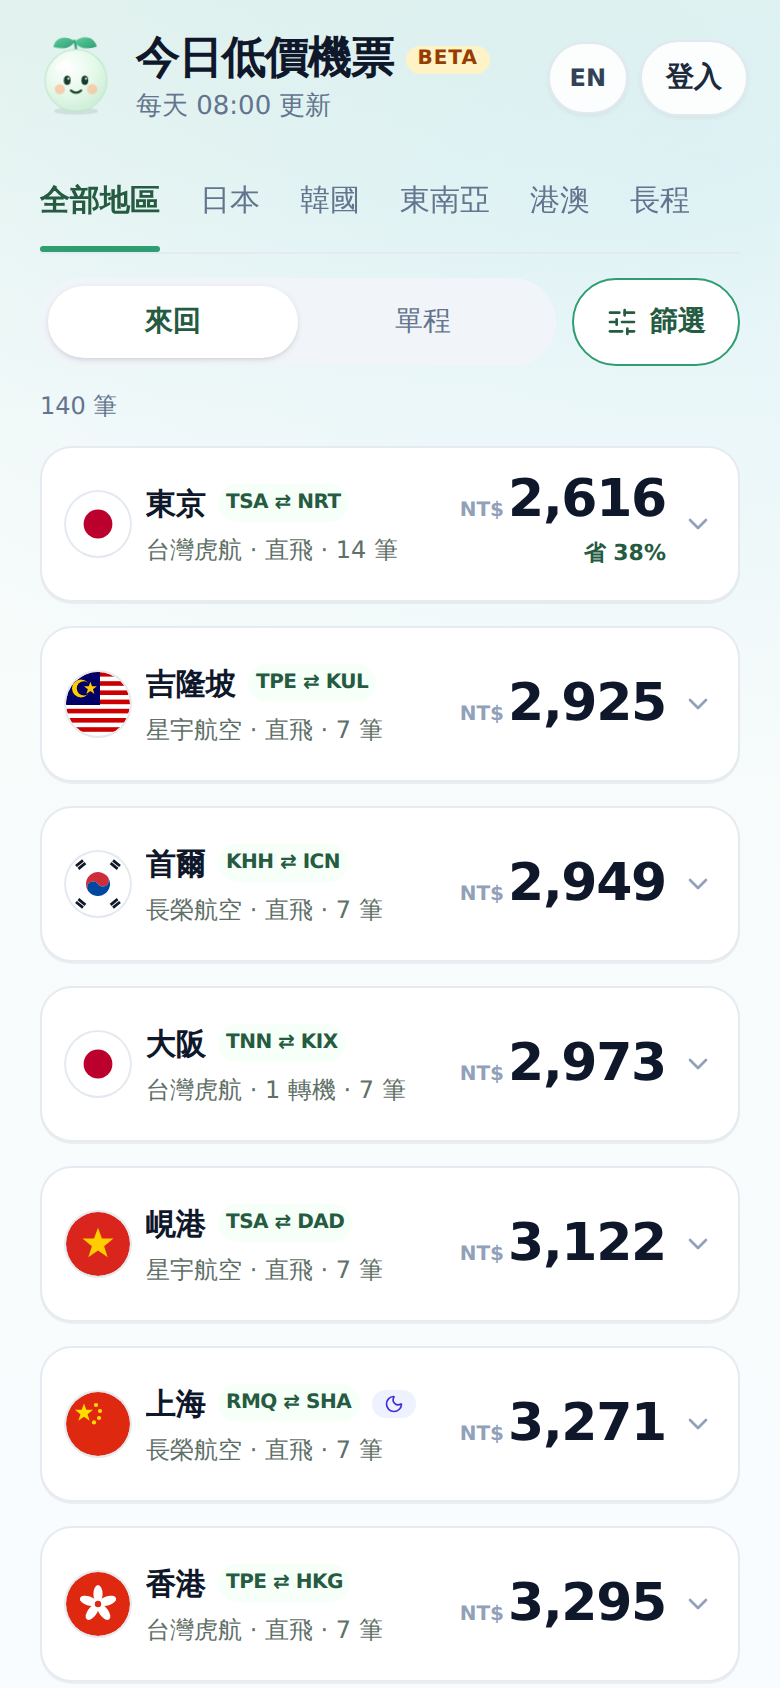 今日低價機票 BETA
每天 08:00 更新
EN
登入
全部地區 日本 韓國 東南亞 港澳 長程
來回 單程 篩選
140 筆
東京 TSA ⇄ NRT
台灣虎航 · 直飛 · 14 筆
NT$ 2,616
省 38%
吉隆坡 TPE ⇄ KUL
星宇航空 · 直飛 · 7 筆
NT$ 2,925
首爾 KHH ⇄ ICN
長榮航空 · 直飛 · 7 筆
NT$ 2,949
大阪 TNN ⇄ KIX
台灣虎航 · 1 轉機 · 7 筆
NT$ 2,973
峴港 TSA ⇄ DAD
星宇航空 · 直飛 · 7 筆
NT$ 3,122
上海 RMQ ⇄ SHA
長榮航空 · 直飛 · 7 筆
NT$ 3,271
香港 TPE ⇄ HKG
台灣虎航 · 直飛 · 7 筆
NT$ 3,295